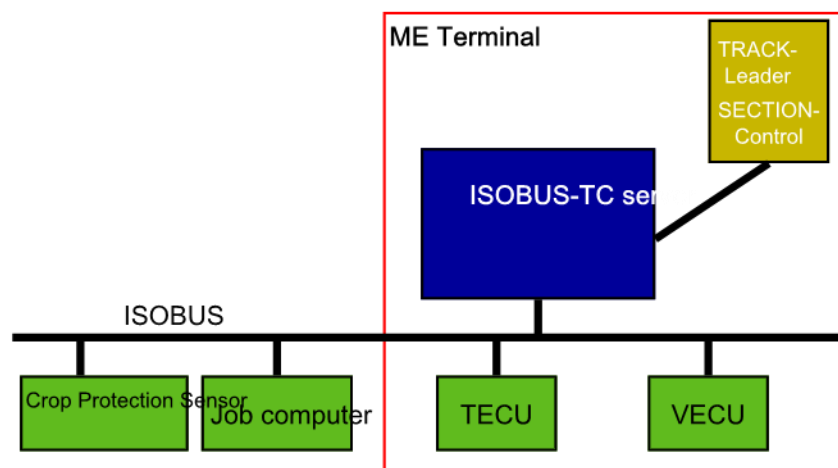 ME Terminal
TRACK-
Leader
SECTION-
Control
ISOBUS-TC ser
ISOBUS
Crop Protection Sensor
Job computer
TECU
VECU